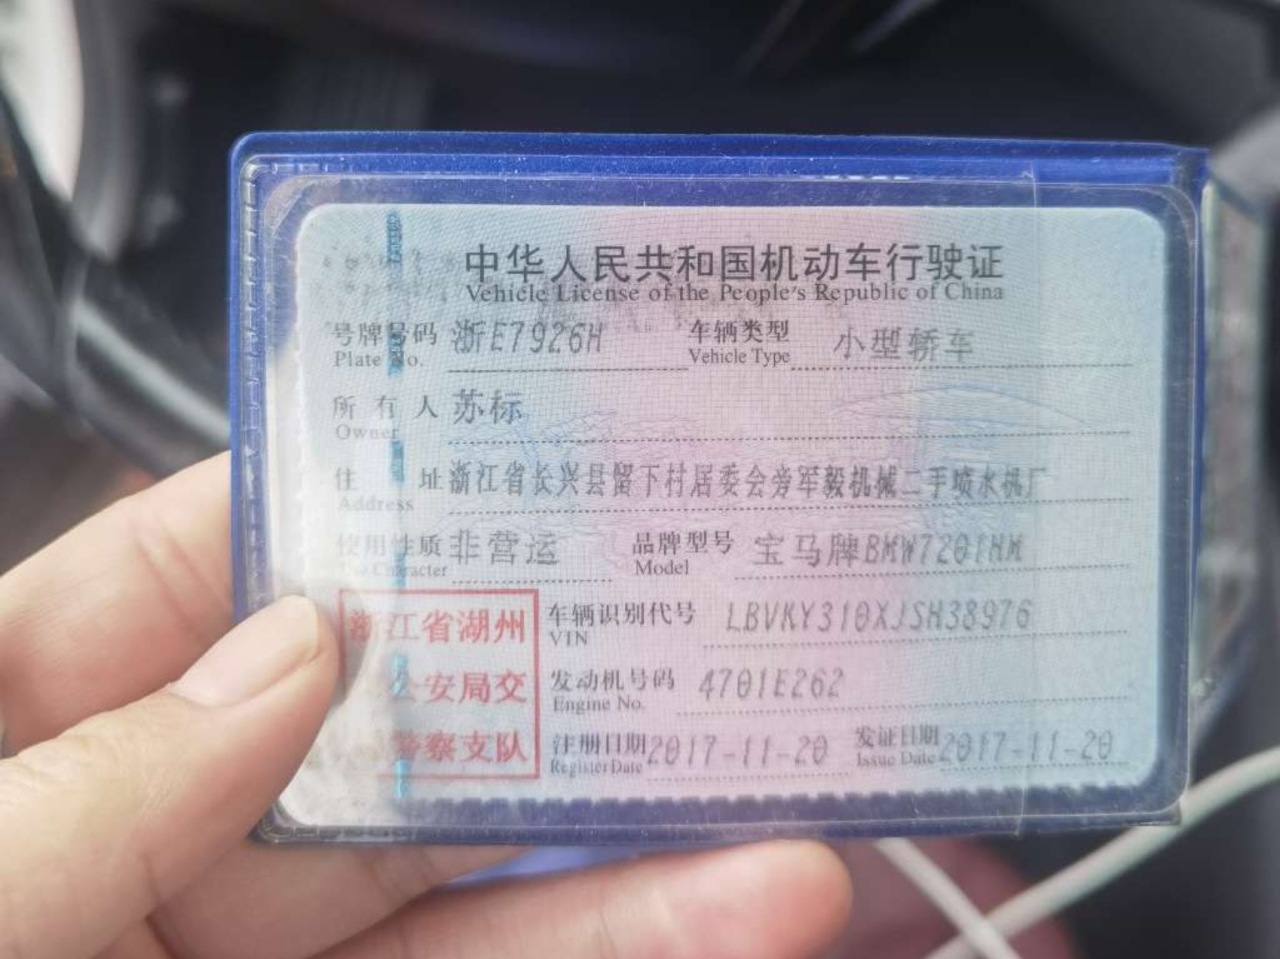 中华人民共和国机动车行驶证
Vehicle License of the People's Republic of China
号牌号码 浙E7926H 车辆类型 小型轿车
Plate No. Vehicle Type
所有人 苏标
Owner
住址 浙江省长兴县留下村居委会旁军毅机械二手喷水机厂
Address
使用性质 非营运 品牌型号 宝马牌BMW7201HM
Use Character Model
浙江省湖州
公安局交
警察支队
车辆识别代号 LBVKY310XJSH38976
VIN
发动机号码 4701E262
Engine No.
注册日期 2017-11-20 发证日期 2017-11-20
Register Date Issue Date